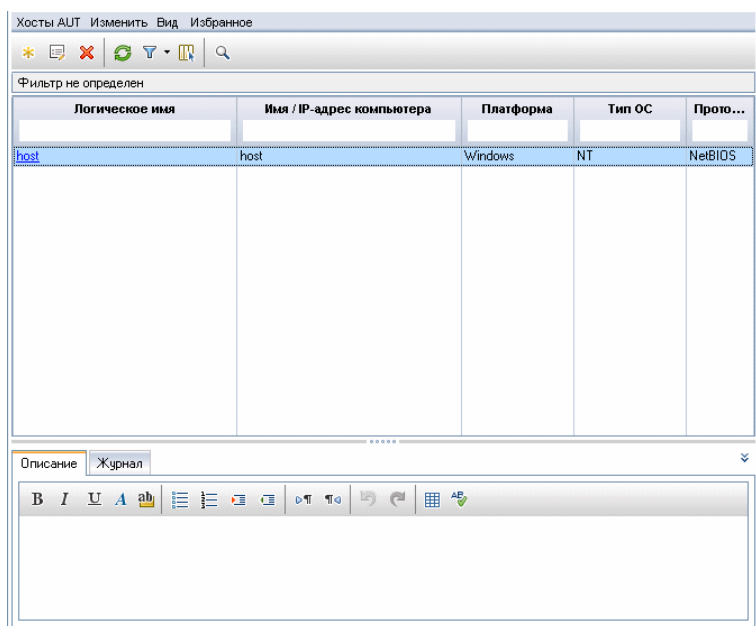 Хосты AUT Изменить Вид Избранное
Фильтр не определен
Логическое имя Имя / IP-адрес компьютера Платформа Тип ОС Прото...
host host Windows NT NetBIOS
Описание Журнал
B I U A ab